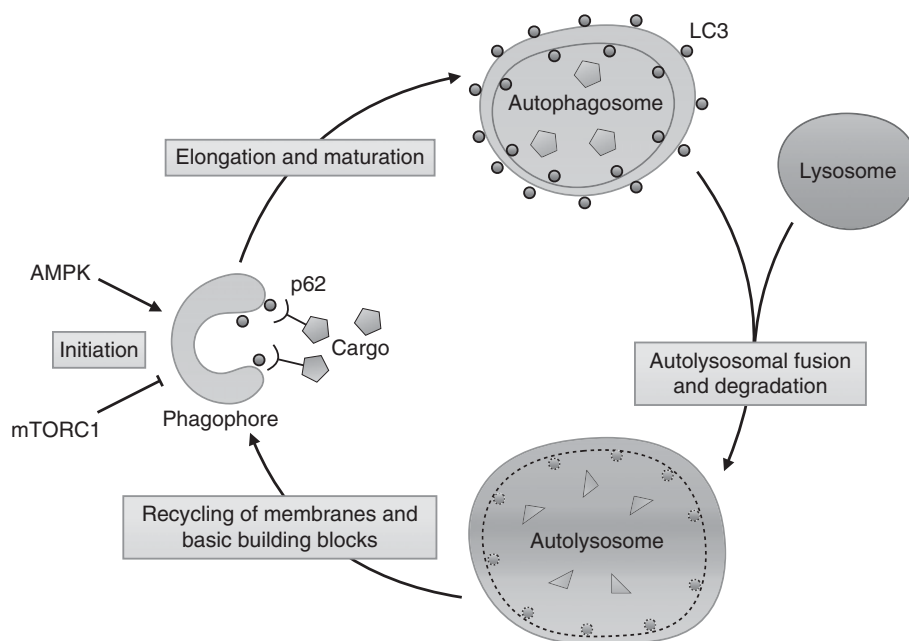 LC3
Autophagosome
Lysosome
Elongation and maturation
AMPK
p62
Initiation
Cargo
Autolysosomal fusion
and degradation
Phagophore
mTORC1
Recycling of membranes and
basic building blocks
Autolysosome